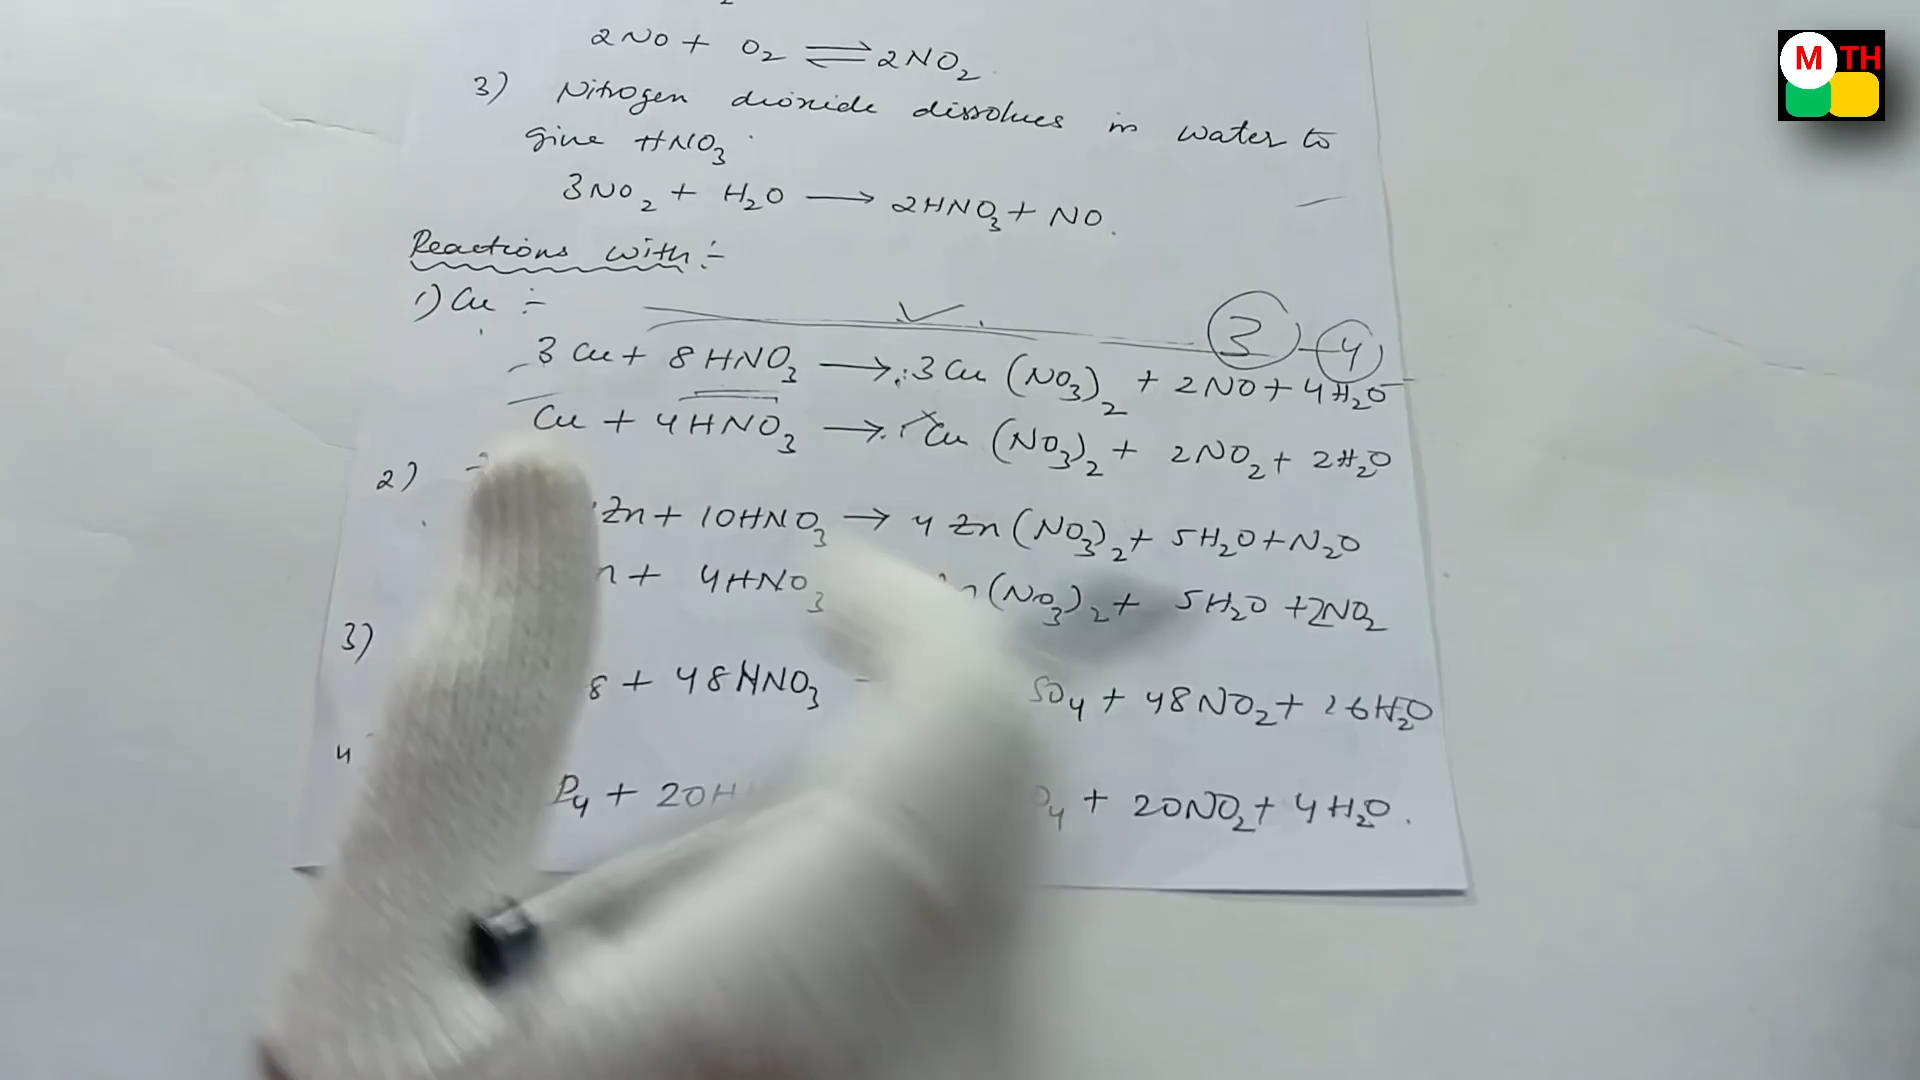 2NO + O2 ⇌ 2NO2.
3) Nitrogen dioxide dissolves in water to
give HNO3.
3NO2 + H2O → 2HNO3 + NO.
Reactions with :-
1) Cu :-
3 - 4
3 Cu + 8 HNO3 → 3 Cu (NO3)2 + 2NO + 4H2O
Cu + 4HNO3 → Cu (NO3)2 + 2NO2 + 2H2O
2)
Zn + 10HNO3 → 4 Zn (NO3)2 + 5H2O + N2O
n + 4HNO3 (NO3)2 + 5H2O + 2NO2
3)
8 + 48HNO3 SO4 + 48NO2 + 16H2O
4
P4 + 20H O4 + 20NO2 + 4H2O.
M TH